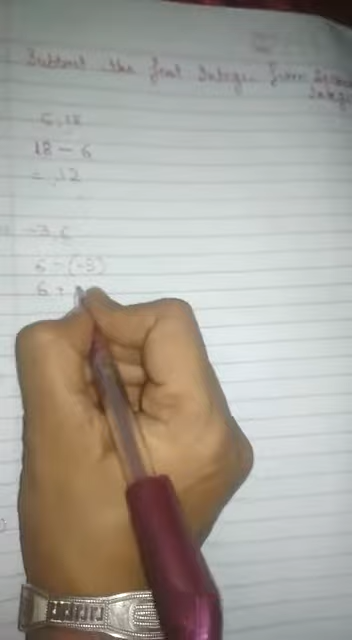 Subtract the first Integer from Second
Integer
6, 18
18 - 6
= 12
-3, 6
6 - (-3)
6 +